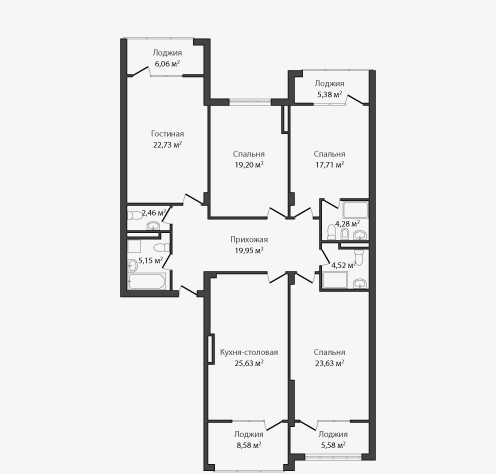 Лоджия
6,06 м²
Лоджия
5,38 м²
Гостиная
22,73 м²
Спальня
19,20 м²
Спальня
17,71 м²
2,46 м²
4,28 м²
Прихожая
19,95 м²
5,15 м²
4,52 м²
Кухня-столовая
25,63 м²
Спальня
23,63 м²
Лоджия
8,58 м²
Лоджия
5,58 м²